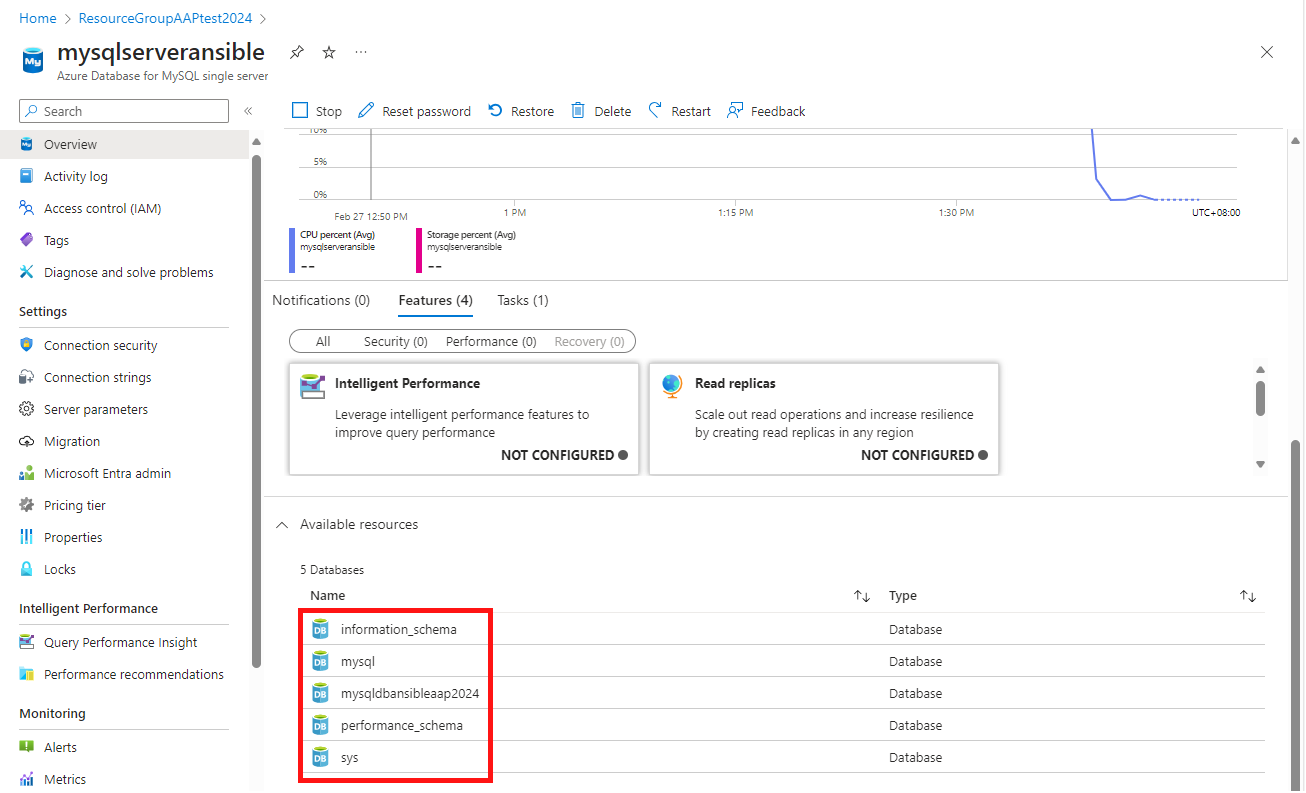 Home > ResourceGroupAAPtest2024 >
mysqlserveransible
Azure Database for MySQL single server
Search
Overview
Activity log
Access control (IAM)
Tags
Diagnose and solve problems
Settings
Connection security
Connection strings
Server parameters
Migration
Microsoft Entra admin
Pricing tier
Properties
Locks
Intelligent Performance
Query Performance Insight
Performance recommendations
Monitoring
Alerts
Metrics
Stop Reset password Restore Delete Restart Feedback
10%
5%
0%
Feb 27 12:50 PM 1 PM 1:15 PM 1:30 PM UTC+08:00
CPU percent (Avg)
mysqlserveransible
--
Storage percent (Avg)
mysqlserveransible
--
Notifications (0) Features (4) Tasks (1)
All Security (0) Performance (0) Recovery (0)
Intelligent Performance
Leverage intelligent performance features to
improve query performance
NOT CONFIGURED
Read replicas
Scale out read operations and increase resilience
by creating read replicas in any region
NOT CONFIGURED
Available resources
5 Databases
Name Type
information_schema Database
mysql Database
mysqldbansibleaap2024 Database
performance_schema Database
sys Database